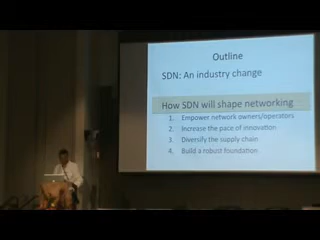 Outline
SDN: An industry change
How SDN will shape networking
1. Empower network owners/operators
2. Increase the pace of innovation
3. Diversify the supply chain
4. Build a robust foundation